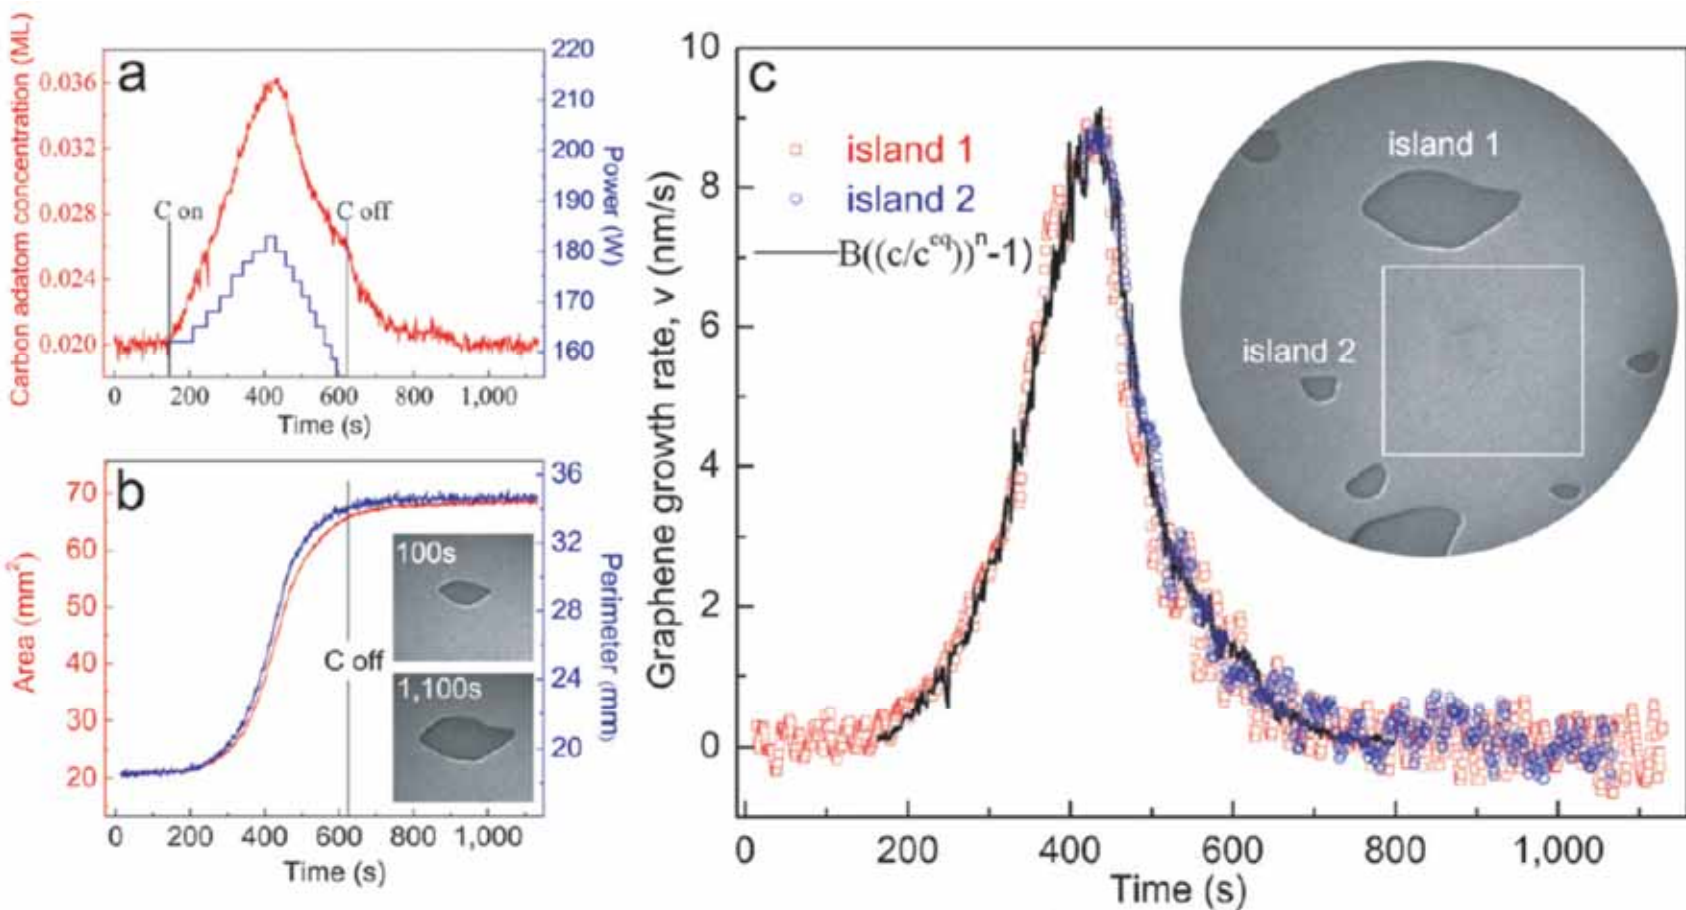 a
Carbon adatom concentration (ML)
0.036
0.032
0.028
0.024
0.020
C on
C off
220
210
200
190
180
170
160
Power (W)
0 200 400 600 800 1,000
Time (s)
b
Area (mm²)
70
60
50
40
30
20
C off
100s
1,100s
36
32
28
24
20
Perimeter (mm)
0 200 400 600 800 1,000
Time (s)
c
Graphene growth rate, v (nm/s)
10
8
6
4
2
0
island 1
island 2
B((c/c^eq))^n-1)
island 1
island 2
0 200 400 600 800 1,000
Time (s)